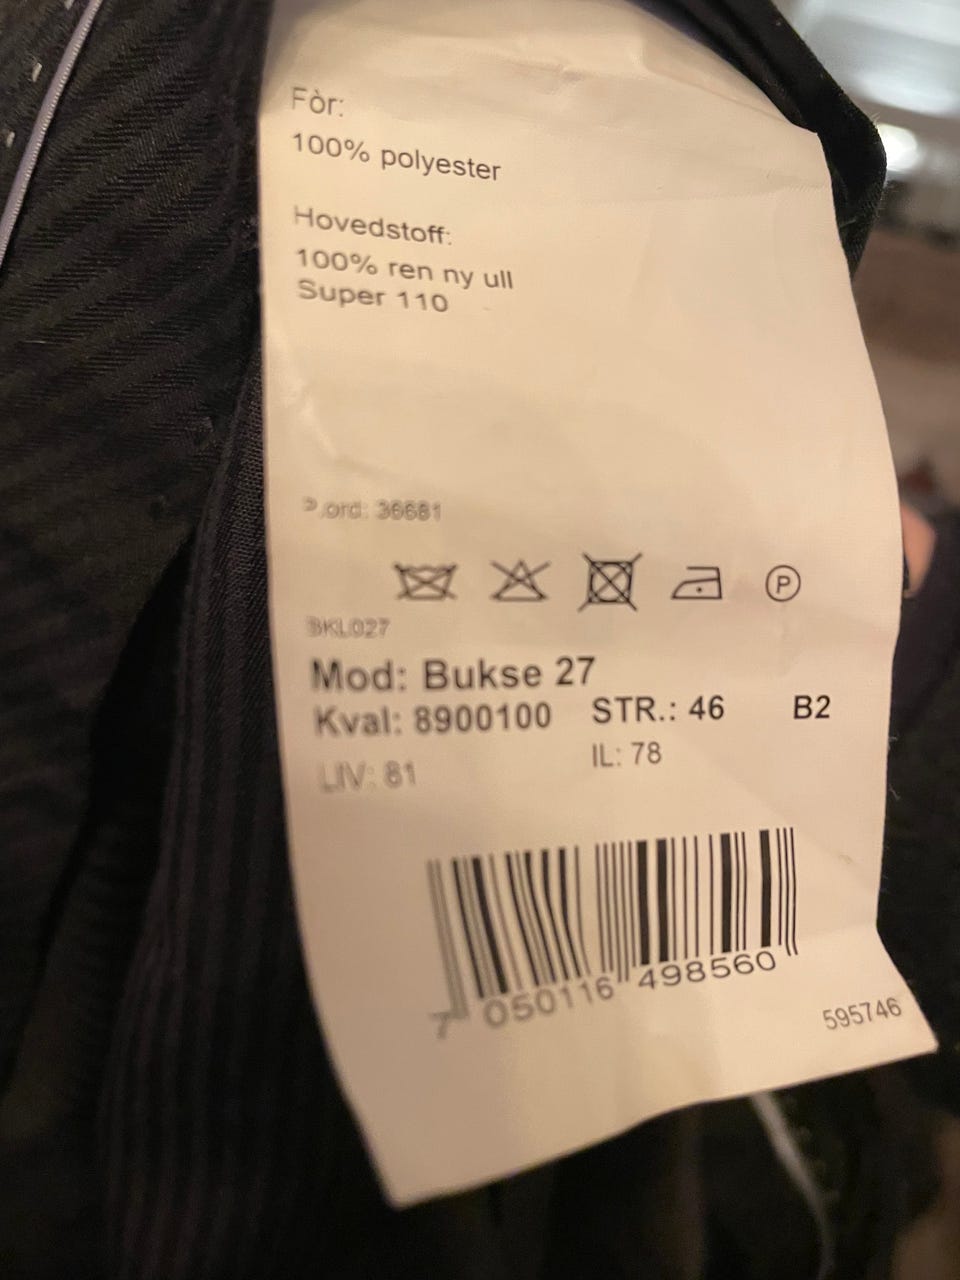 Fòr:
100% polyester
Hovedstoff:
100% ren ny ull
Super 110
P.ord: 36681
P
BKL027
Mod: Bukse 27
Kval: 8900100 STR.: 46 B2
LIV: 81 IL: 78
7 050116 498560
595746